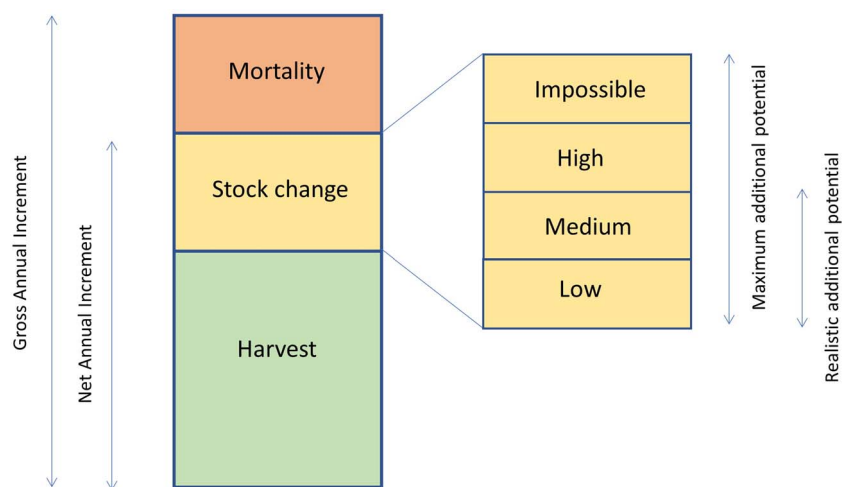 Gross Annual Increment
Net Annual Increment
Mortality
Stock change
Harvest
Impossible
High
Medium
Low
Maximum additional potential
Realistic additional potential